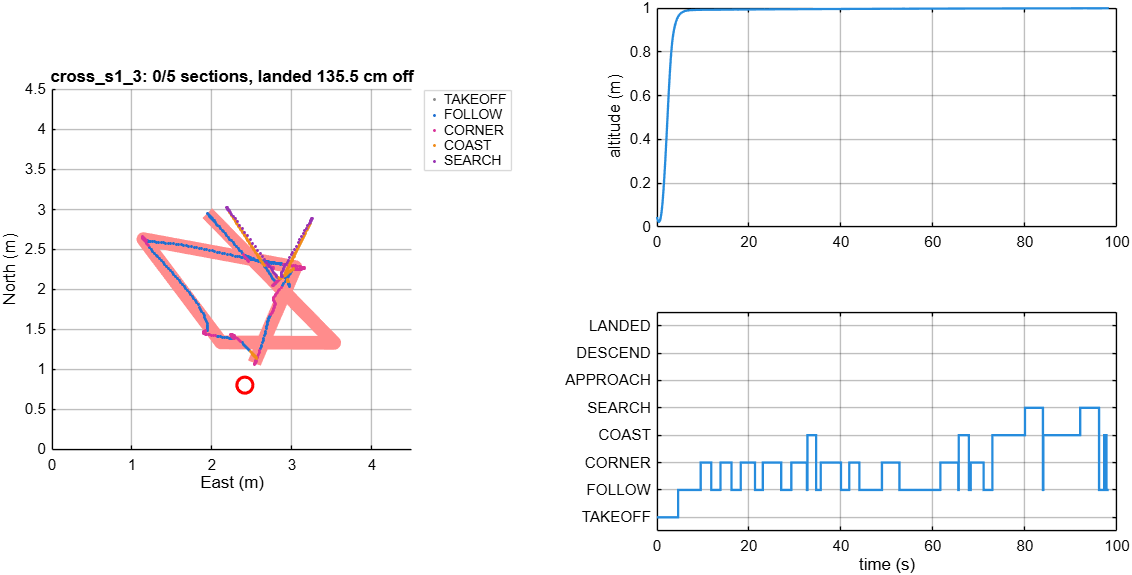 cross_s1_3: 0/5 sections, landed 135.5 cm off
4.5
4
3.5
3
2.5
2
1.5
1
0.5
0
North (m)
0
1
2
3
4
East (m)
TAKEOFF
FOLLOW
CORNER
COAST
SEARCH
1
0.8
0.6
0.4
0.2
0
altitude (m)
0
20
40
60
80
100
LANDED
DESCEND
APPROACH
SEARCH
COAST
CORNER
FOLLOW
TAKEOFF
0
20
40
60
80
100
time (s)